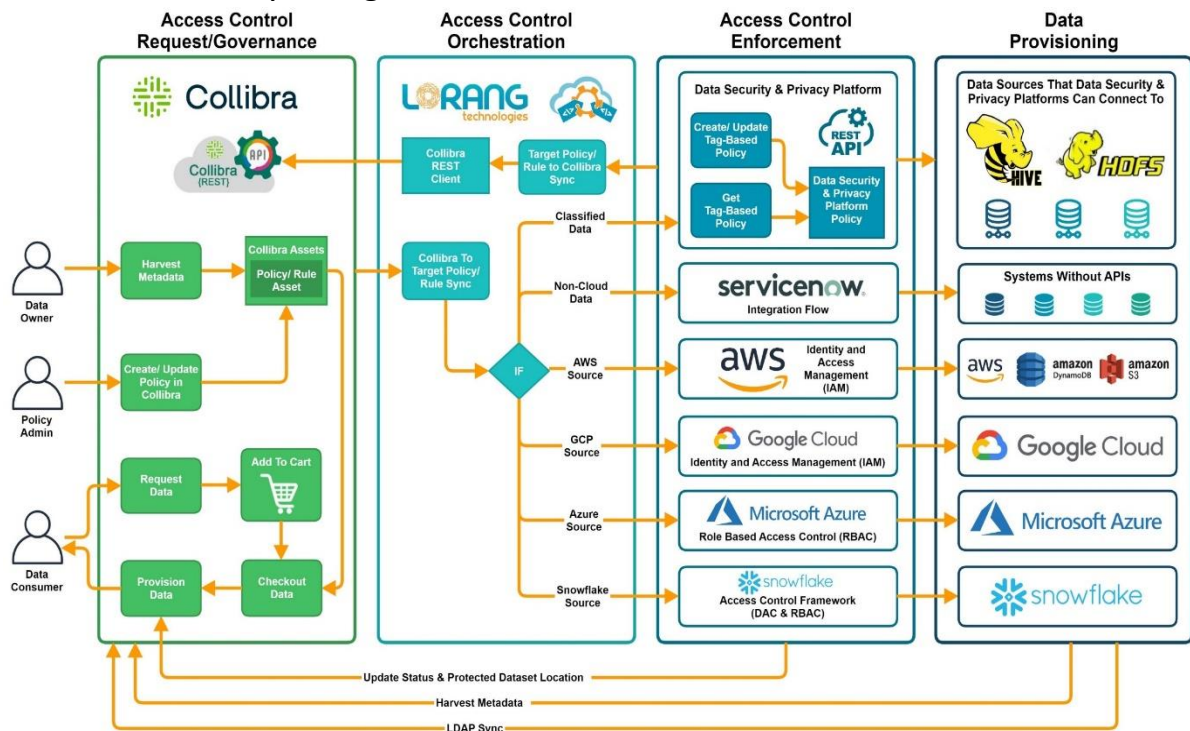 Access Control
Request/Governance
Access Control
Orchestration
Access Control
Enforcement
Data
Provisioning
Collibra
API
Collibra
{REST}
Data
Owner
Harvest
Metadata
Collibra Assets
Policy/ Rule
Asset
Policy
Admin
Create/ Update
Policy in
Collibra
Request
Data
Add To Cart
Data
Consumer
Provision
Data
Checkout
Data
LORANG
technologies
Collibra
REST
Client
Target Policy/
Rule to Collibra
Sync
Collibra To
Target Policy/
Rule Sync
IF
Classified
Data
Non-Cloud
Data
AWS
Source
GCP
Source
Azure
Source
Snowflake
Source
Data Security & Privacy Platform
Create/ Update
Tag-Based
Policy
REST
API
Get
Tag-Based
Policy
Data Security
& Privacy
Platform
Policy
servicenow
Integration Flow
aws
Identity and
Access
Management
(IAM)
Google Cloud
Identity and Access Management (IAM)
Microsoft Azure
Role Based Access Control (RBAC)
snowflake
Access Control Framework
(DAC & RBAC)
Data Sources That Data Security &
Privacy Platforms Can Connect To
HIVE
HDFS
Systems Without APIs
aws
amazon
DynamoDB
amazon
S3
Google Cloud
Microsoft Azure
snowflake
Update Status & Protected Dataset Location
Harvest Metadata
LDAP Sync